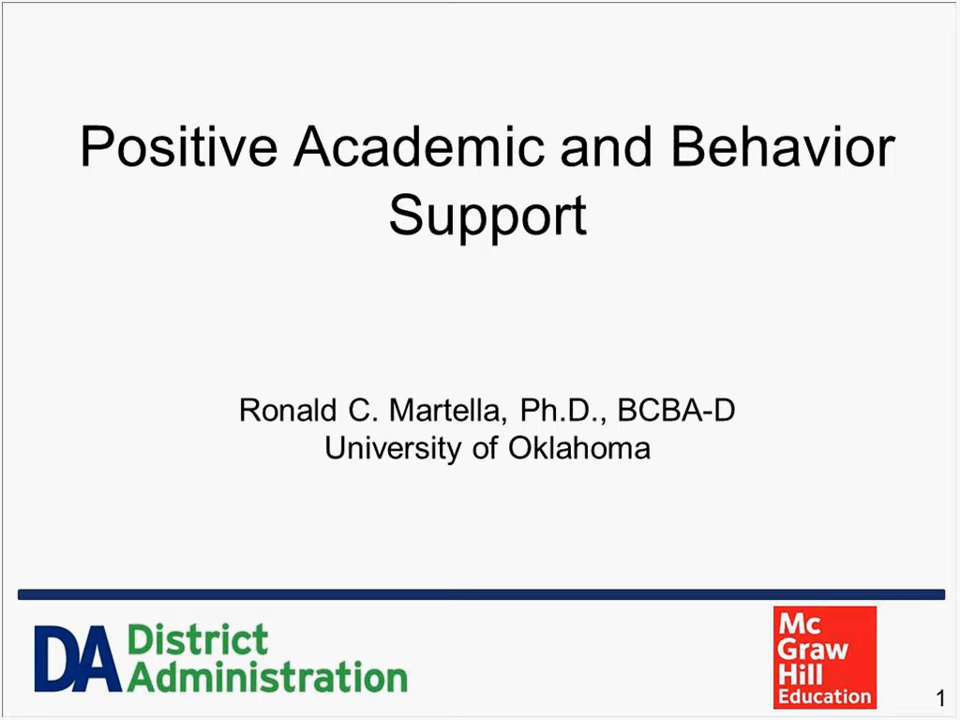 Positive Academic and Behavior
Support
Ronald C. Martella, Ph.D., BCBA-D
University of Oklahoma
DA District
Administration
Mc
Graw
Hill
Education
1